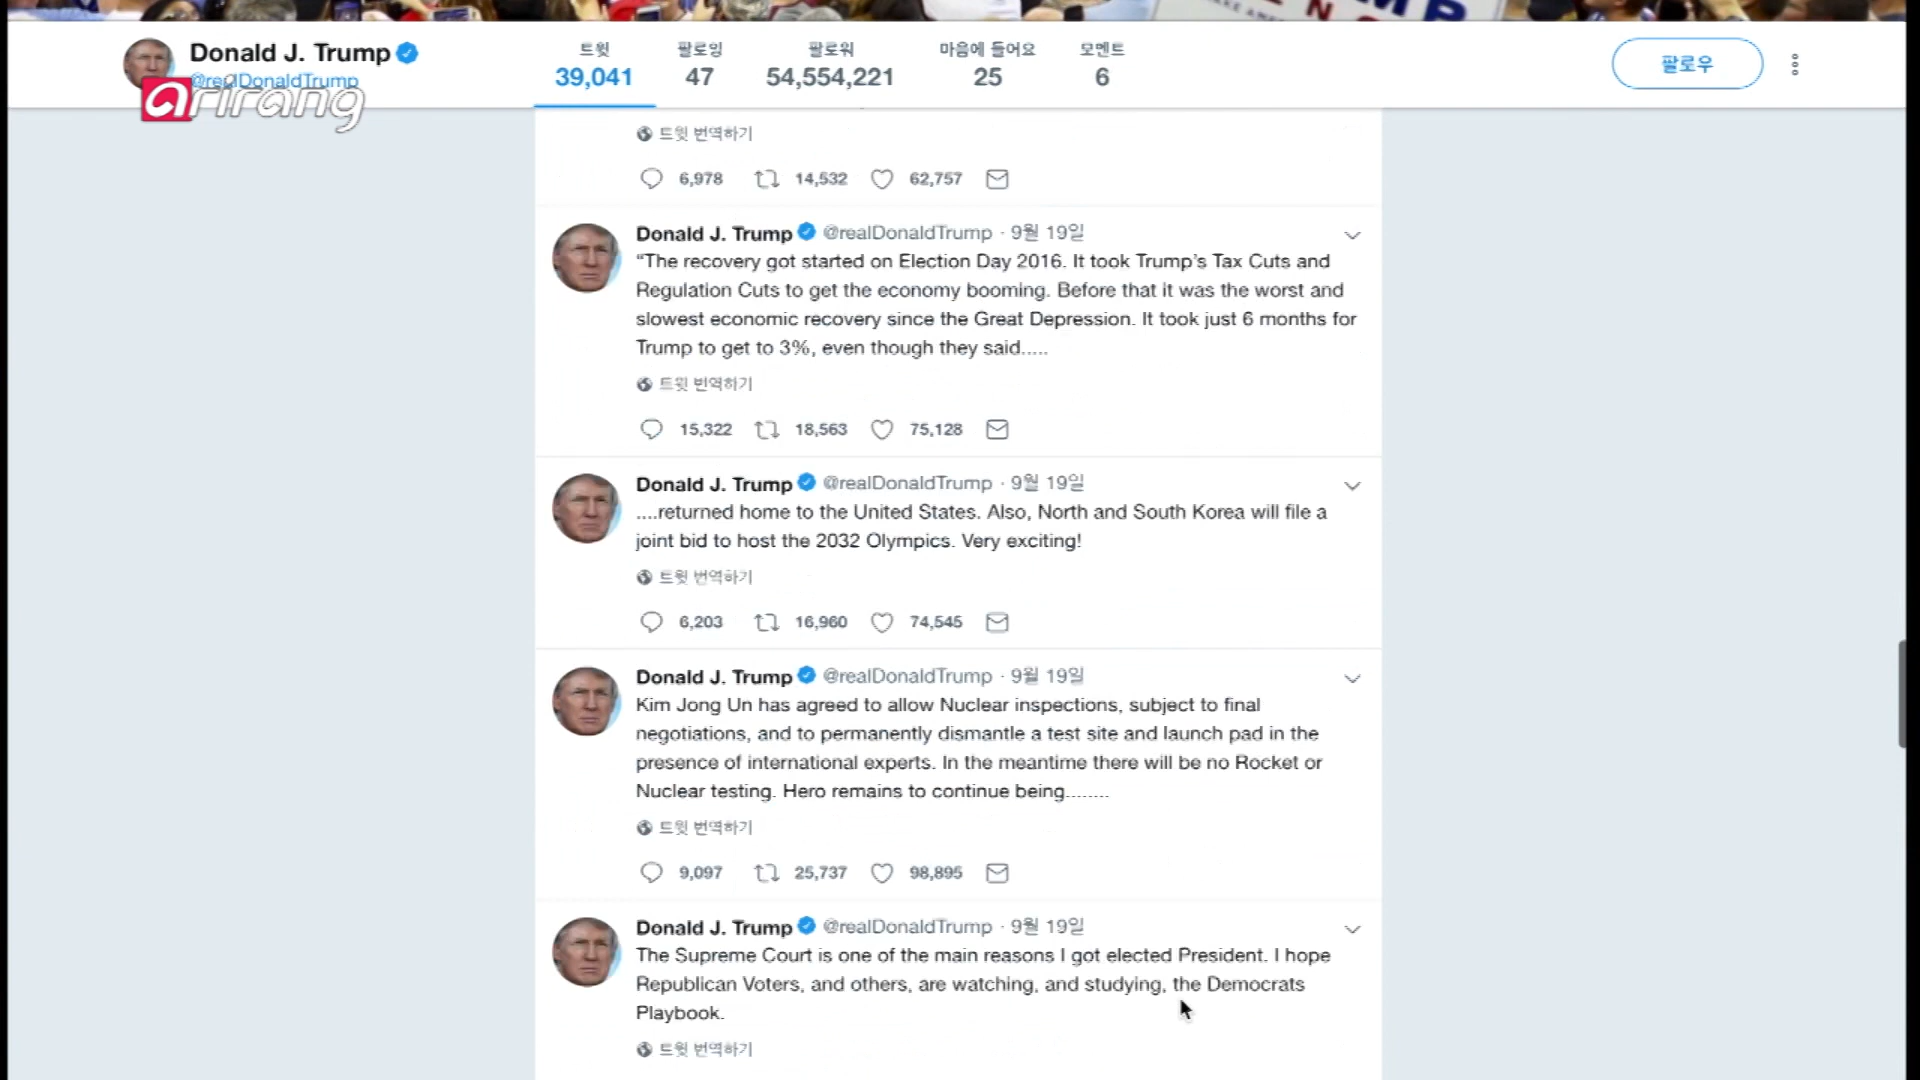 Donald J. Trump
@realDonaldTrump
arirang
트윗 팔로잉 팔로워 마음에 들어요 모멘트
39,041 47 54,554,221 25 6
팔로우
트윗 번역하기
6,978 14,532 62,757
Donald J. Trump @realDonaldTrump · 9월 19일
“The recovery got started on Election Day 2016. It took Trump’s Tax Cuts and
Regulation Cuts to get the economy booming. Before that it was the worst and
slowest economic recovery since the Great Depression. It took just 6 months for
Trump to get to 3%, even though they said.....
트윗 번역하기
15,322 18,563 75,128
Donald J. Trump @realDonaldTrump · 9월 19일
....returned home to the United States. Also, North and South Korea will file a
joint bid to host the 2032 Olympics. Very exciting!
트윗 번역하기
6,203 16,960 74,545
Donald J. Trump @realDonaldTrump · 9월 19일
Kim Jong Un has agreed to allow Nuclear inspections, subject to final
negotiations, and to permanently dismantle a test site and launch pad in the
presence of international experts. In the meantime there will be no Rocket or
Nuclear testing. Hero remains to continue being........
트윗 번역하기
9,097 25,737 98,895
Donald J. Trump @realDonaldTrump · 9월 19일
The Supreme Court is one of the main reasons I got elected President. I hope
Republican Voters, and others, are watching, and studying, the Democrats
Playbook.
트윗 번역하기